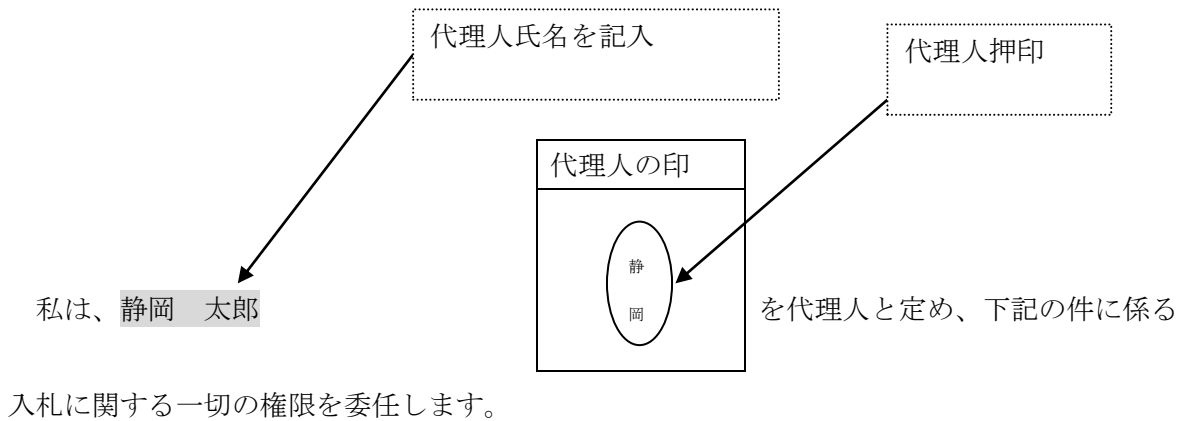 代理人氏名を記入
代理人押印
代理人の印
静
岡
私は、静岡　太郎
を代理人と定め、下記の件に係る
入札に関する一切の権限を委任します。